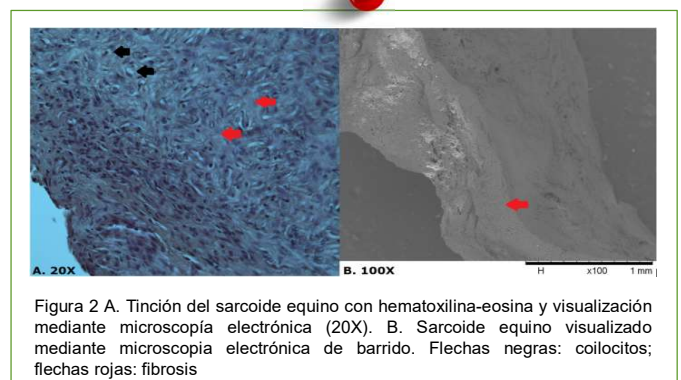 A. 20X
B. 100X
H x100 1 mm
Figura 2 A. Tinción del sarcoide equino con hematoxilina-eosina y visualización
mediante microscopía electrónica (20X). B. Sarcoide equino visualizado
mediante microscopia electrónica de barrido. Flechas negras: coilocitos;
flechas rojas: fibrosis